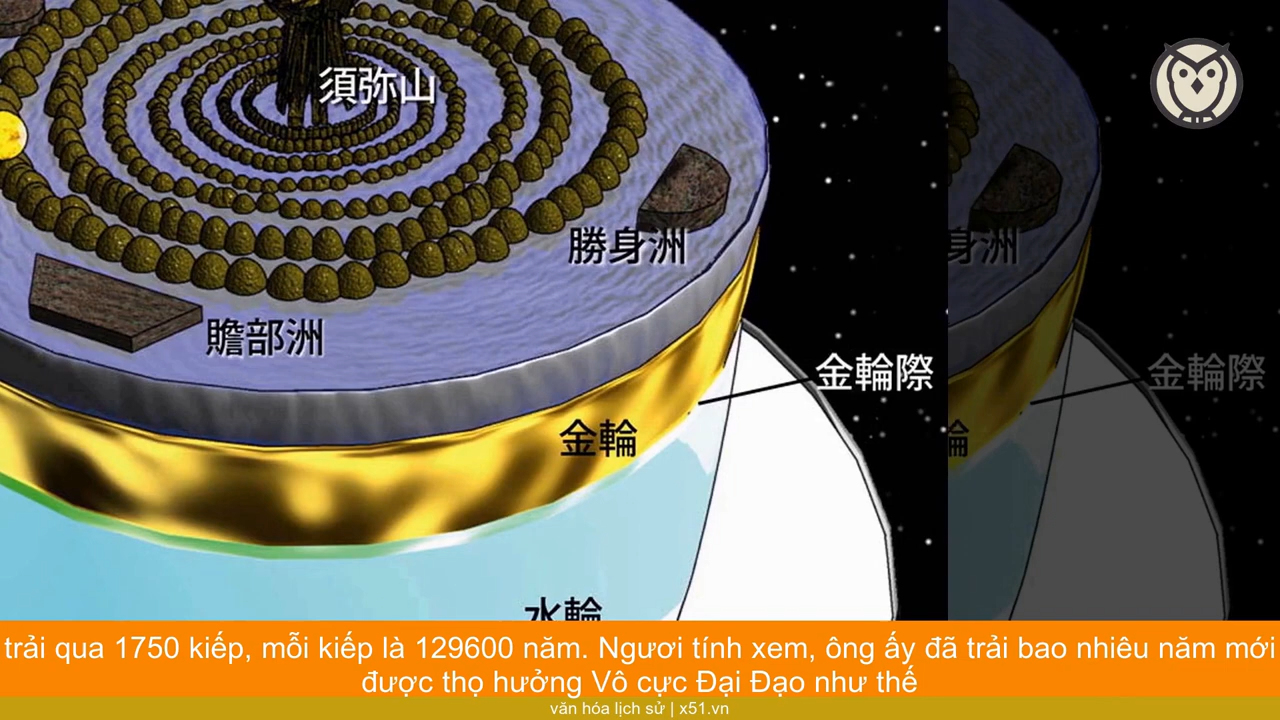 須弥山
勝身洲
身洲
贍部洲
金輪際
金輪際
金輪
輪
水輪
trải qua 1750 kiếp, mỗi kiếp là 129600 năm. Ngươi tính xem, ông ấy đã trải bao nhiêu năm mới
được thọ hưởng Vô cực Đại Đạo như thế
văn hóa lịch sử | x51.vn